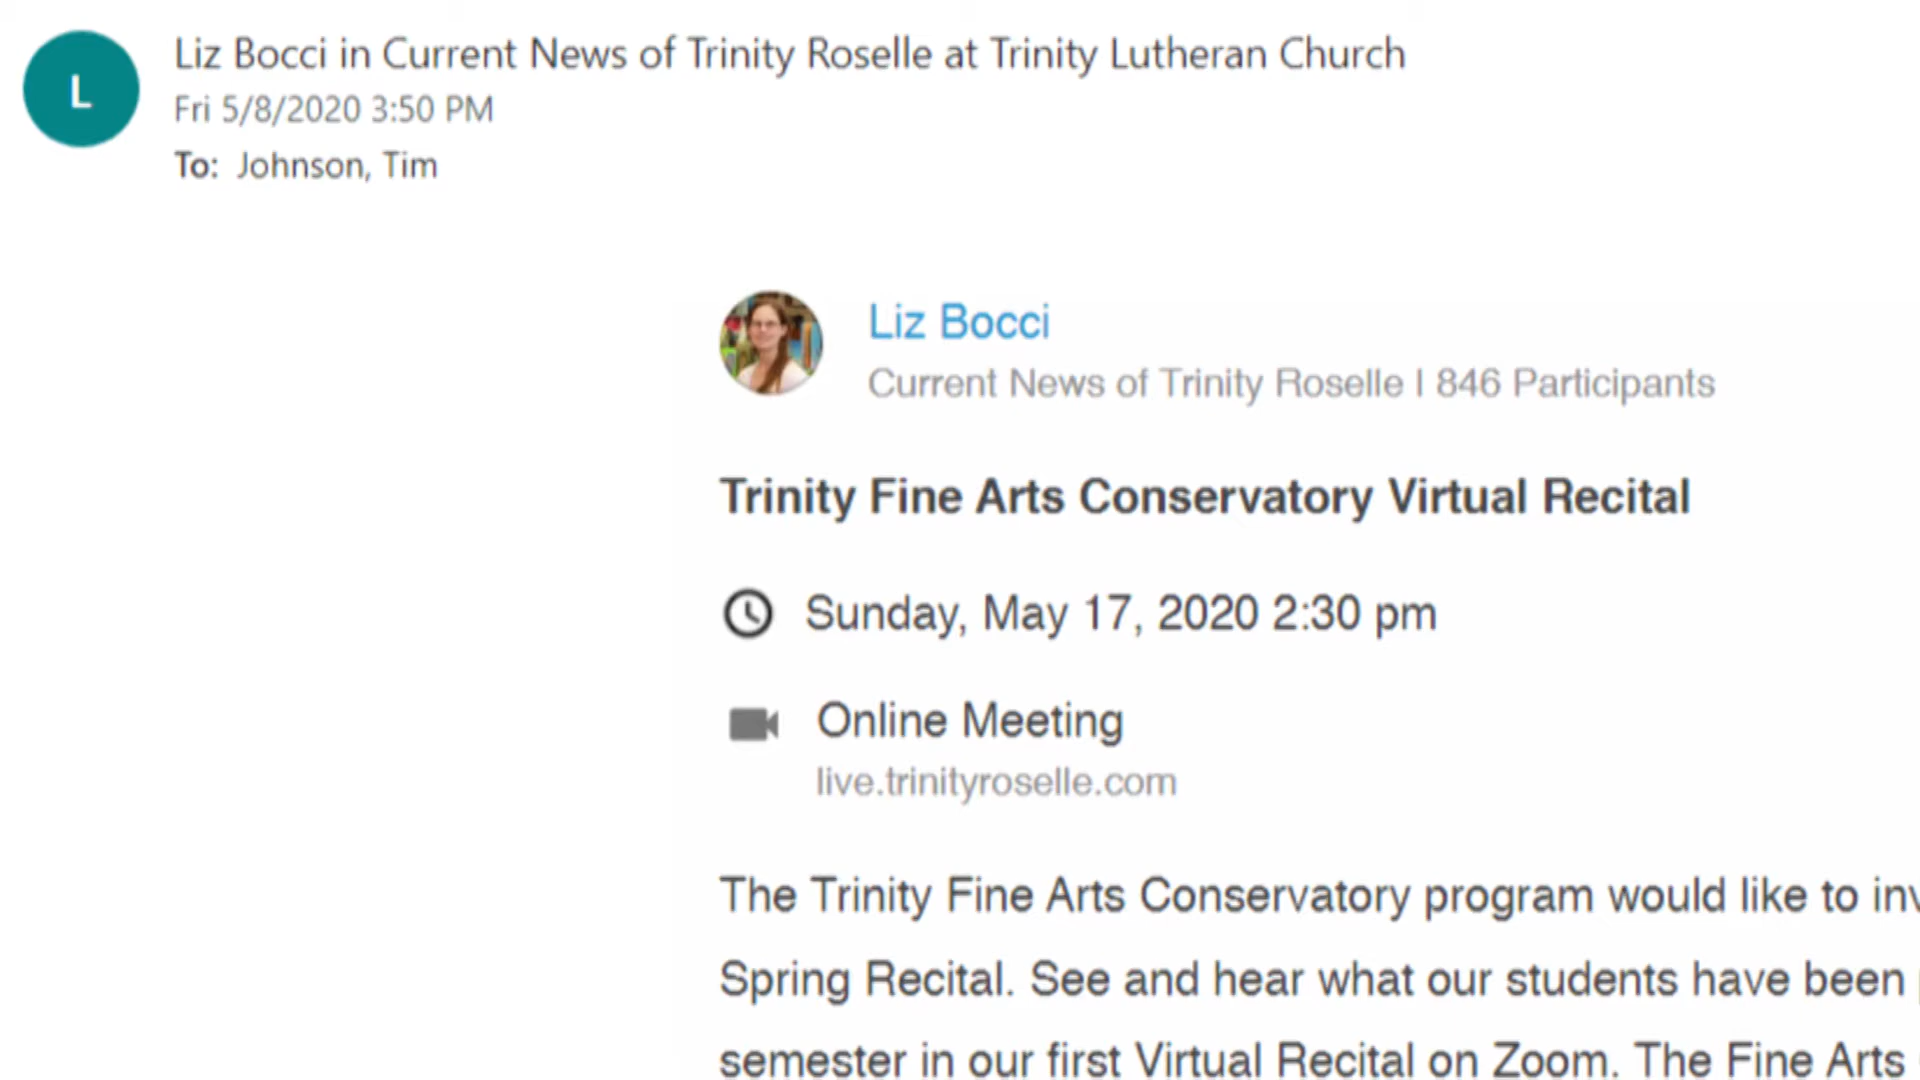 L
Liz Bocci in Current News of Trinity Roselle at Trinity Lutheran Church
Fri 5/8/2020 3:50 PM
To: Johnson, Tim
Liz Bocci
Current News of Trinity Roselle | 846 Participants
Trinity Fine Arts Conservatory Virtual Recital
Sunday, May 17, 2020 2:30 pm
Online Meeting
live.trinityroselle.com
The Trinity Fine Arts Conservatory program would like to
Spring Recital. See and hear what our students have been
semester in our first Virtual Recital on Zoom. The Fine Arts